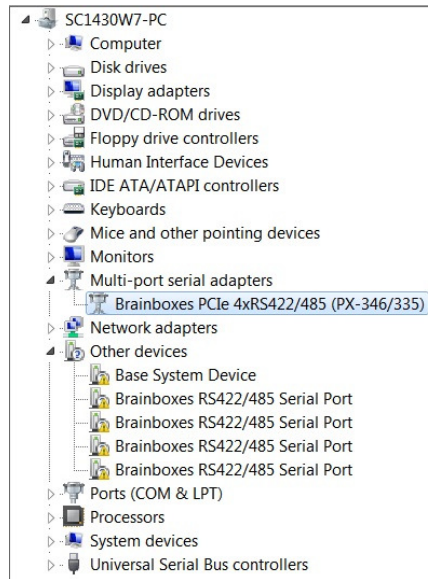 SC1430W7-PC
Computer
Disk drives
Display adapters
DVD/CD-ROM drives
Floppy drive controllers
Human Interface Devices
IDE ATA/ATAPI controllers
Keyboards
Mice and other pointing devices
Monitors
Multi-port serial adapters
Brainboxes PCIe 4xRS422/485 (PX-346/335)
Network adapters
Other devices
Base System Device
Brainboxes RS422/485 Serial Port
Brainboxes RS422/485 Serial Port
Brainboxes RS422/485 Serial Port
Brainboxes RS422/485 Serial Port
Ports (COM & LPT)
Processors
System devices
Universal Serial Bus controllers